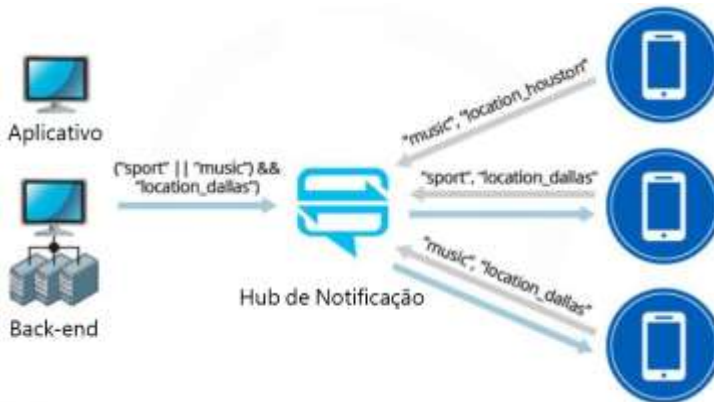 Aplicativo
("sport" || "music") &&
"location_dallas")
Back-end
Hub de Notificação
"music", "location_houston"
"sport", "location_dallas"
"music", "location_dallas"